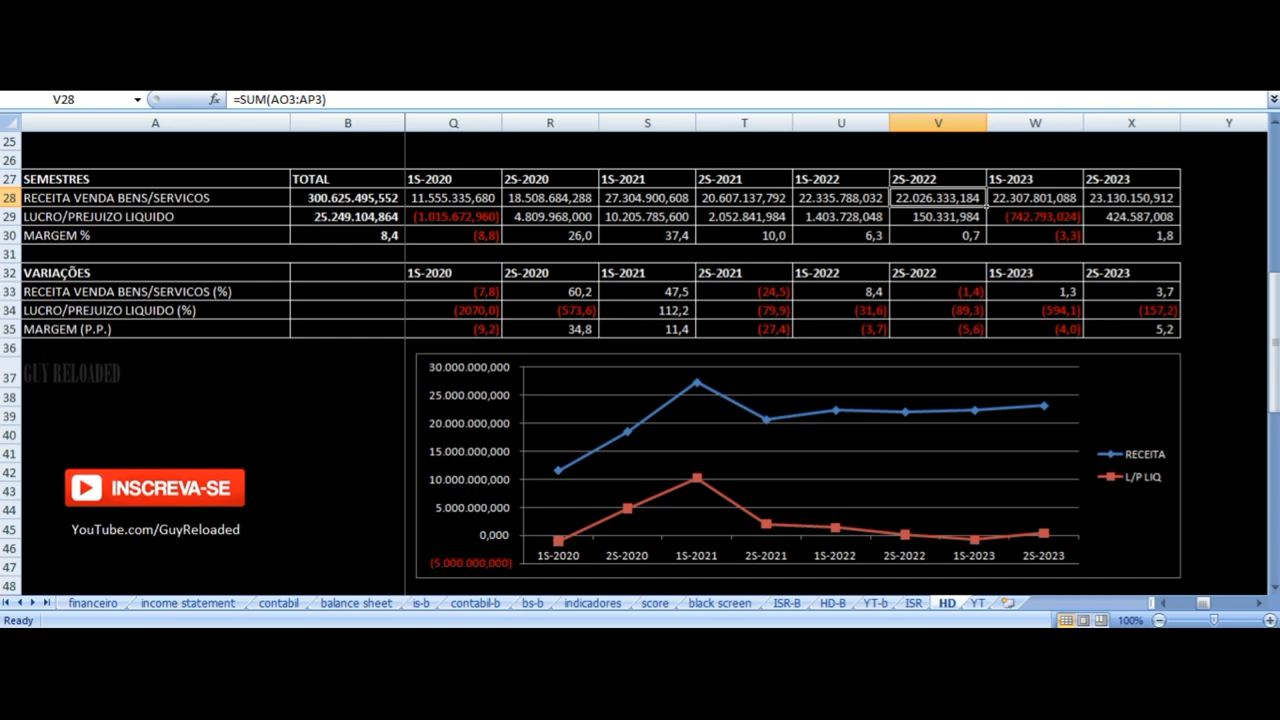 V28 fx =SUM(AO3:AP3)
A B Q R S T U V W X Y
25
26
27 SEMESTRES TOTAL 1S-2020 2S-2020 1S-2021 2S-2021 1S-2022 2S-2022 1S-2023 2S-2023
28 RECEITA VENDA BENS/SERVICOS 300.625.495,552 11.555.335,680 18.508.684,288 27.304.900,608 20.607.137,792 22.335.788,032 22.026.333,184 22.307.801,088 23.130.150,912
29 LUCRO/PREJUIZO LIQUIDO 25.249.104,864 (1.015.672,960) 4.809.968,000 10.205.785,600 2.052.841,984 1.403.728,048 150.331,984 (742.793,024) 424.587,008
30 MARGEM % 8,4 (8,8) 26,0 37,4 10,0 6,3 0,7 (3,3) 1,8
31
32 VARIAÇÕES 1S-2020 2S-2020 1S-2021 2S-2021 1S-2022 2S-2022 1S-2023 2S-2023
33 RECEITA VENDA BENS/SERVICOS (%) (7,8) 60,2 47,5 (24,5) 8,4 (1,4) 1,3 3,7
34 LUCRO/PREJUIZO LIQUIDO (%) (2070,0) (573,6) 112,2 (79,9) (31,6) (89,3) (594,1) (157,2)
35 MARGEM (P.P.) (9,2) 34,8 11,4 (27,4) (3,7) (5,6) (4,0) 5,2
36
37 GUY RELOADED
38
39
40
41
42
43
44
45
46
47
48
30.000.000,000
25.000.000,000
20.000.000,000
15.000.000,000
10.000.000,000
5.000.000,000
0,000
(5.000.000,000)
1S-2020 2S-2020 1S-2021 2S-2021 1S-2022 2S-2022 1S-2023 2S-2023
RECEITA
L/P LIQ
INSCREVA-SE
YouTube.com/GuyReloaded
financeiro income statement contabil balance sheet is-b contabil-b bs-b indicadores score black screen ISR-B HD-B YT-b ISR HD YT
Ready 100%